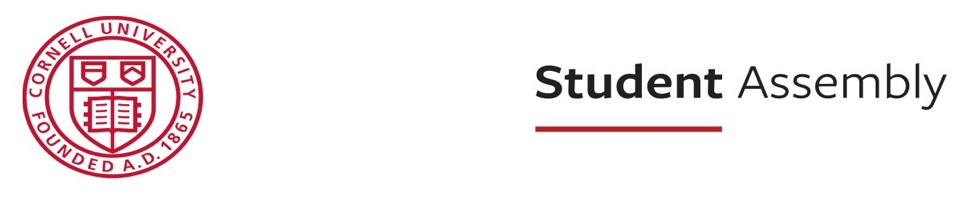 CORNELL UNIVERSITY
FOUNDED A.D. 1865
Student Assembly